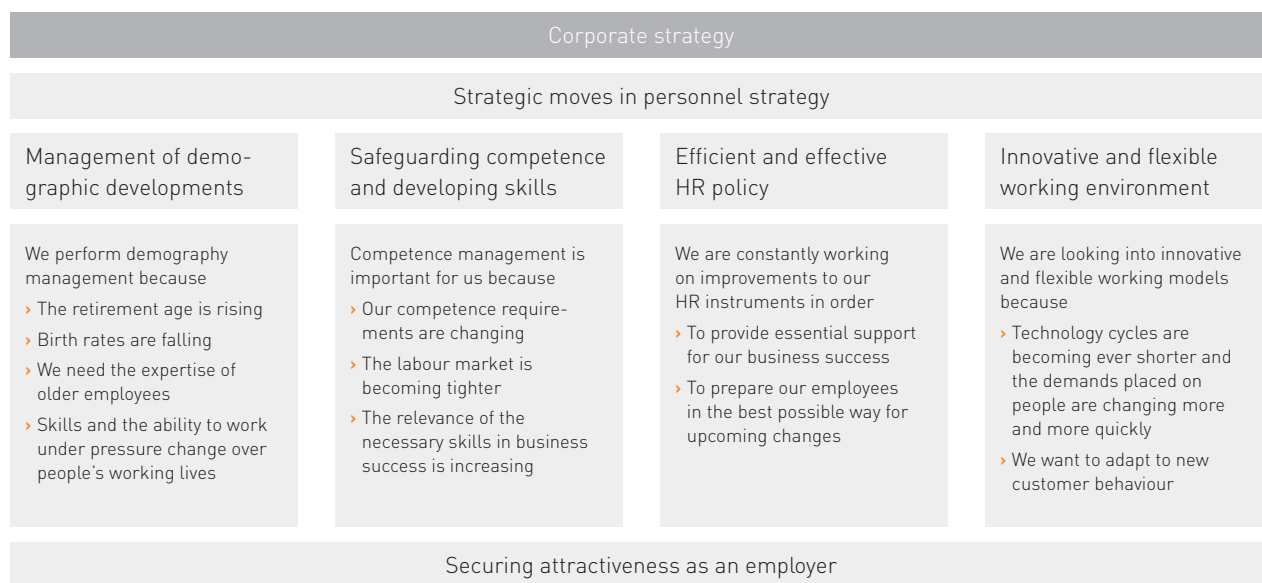 Corporate strategy
Strategic moves in personnel strategy
Management of demo-
graphic developments
We perform demography
management because
› The retirement age is rising
› Birth rates are falling
› We need the expertise of
older employees
› Skills and the ability to work
under pressure change over
people's working lives
Safeguarding competence
and developing skills
Competence management is
important for us because
› Our competence require-
ments are changing
› The labour market is
becoming tighter
› The relevance of the
necessary skills in business
success is increasing
Efficient and effective
HR policy
We are constantly working
on improvements to our
HR instruments in order
› To provide essential support
for our business success
› To prepare our employees
in the best possible way for
upcoming changes
Innovative and flexible
working environment
We are looking into innovative
and flexible working models
because
› Technology cycles are
becoming ever shorter and
the demands placed on
people are changing more
and more quickly
› We want to adapt to new
customer behaviour
Securing attractiveness as an employer